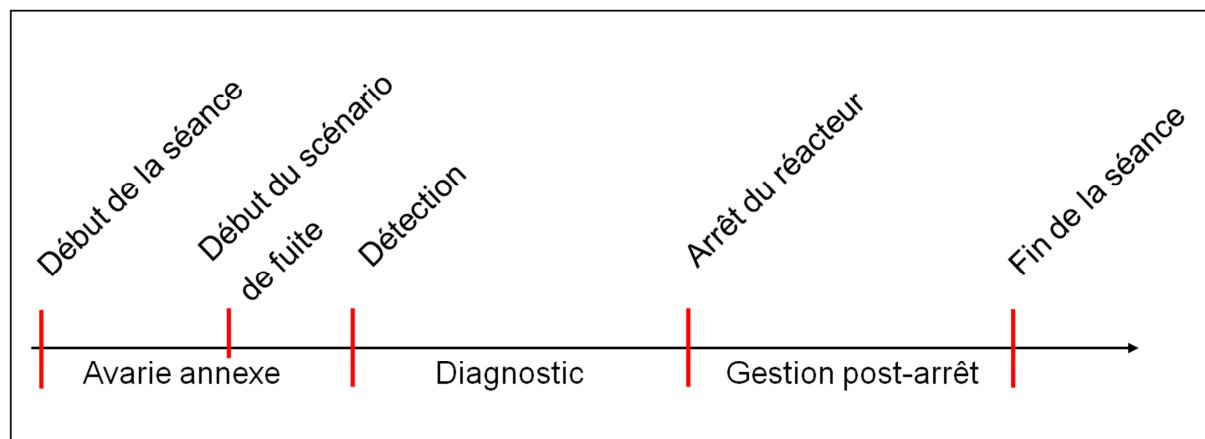 Début de la séance
Début du scénario
de fuite
Détection
Arrêt du réacteur
Fin de la séance
Avarie annexe
Diagnostic
Gestion post-arrêt